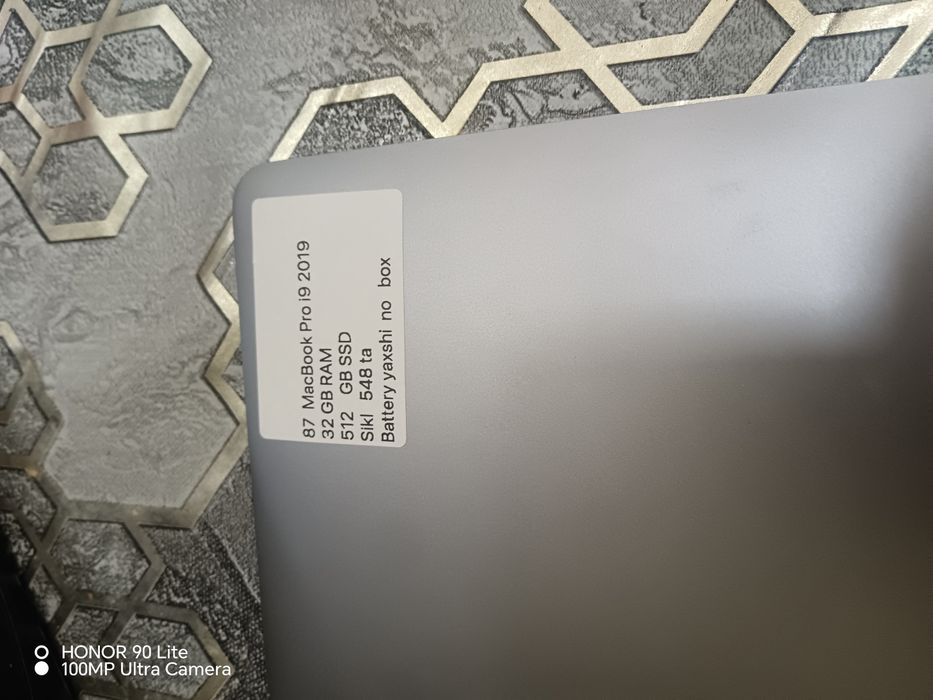 87 MacBook Pro i9 2019
32 GB RAM
512 GB SSD
Sikl 548 ta
Battery yaxshi no box
HONOR 90 Lite
100MP Ultra Camera